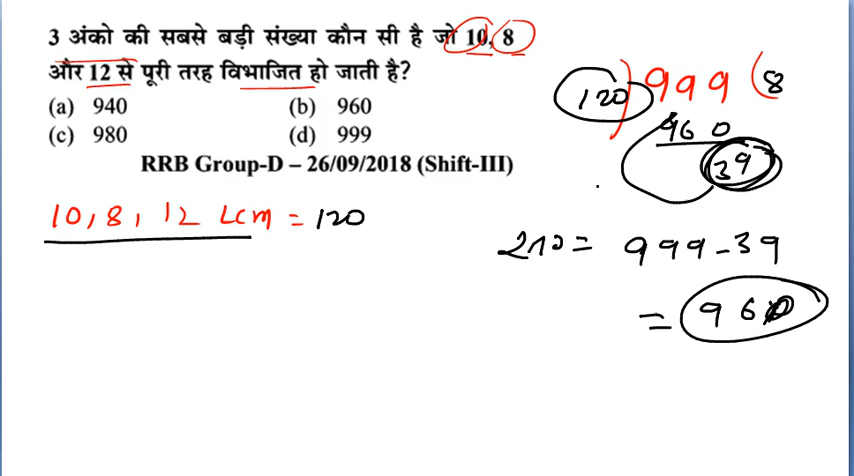 3 अंको की सबसे बड़ी संख्या कौन सी है जो 10, 8
और 12 से पूरी तरह विभाजित हो जाती है?
(a) 940 (b) 960
(c) 980 (d) 999
RRB Group-D – 26/09/2018 (Shift-III)
10, 8, 12 LCM = 120
120) 999 (8
960
39
= 999 - 39
= 960